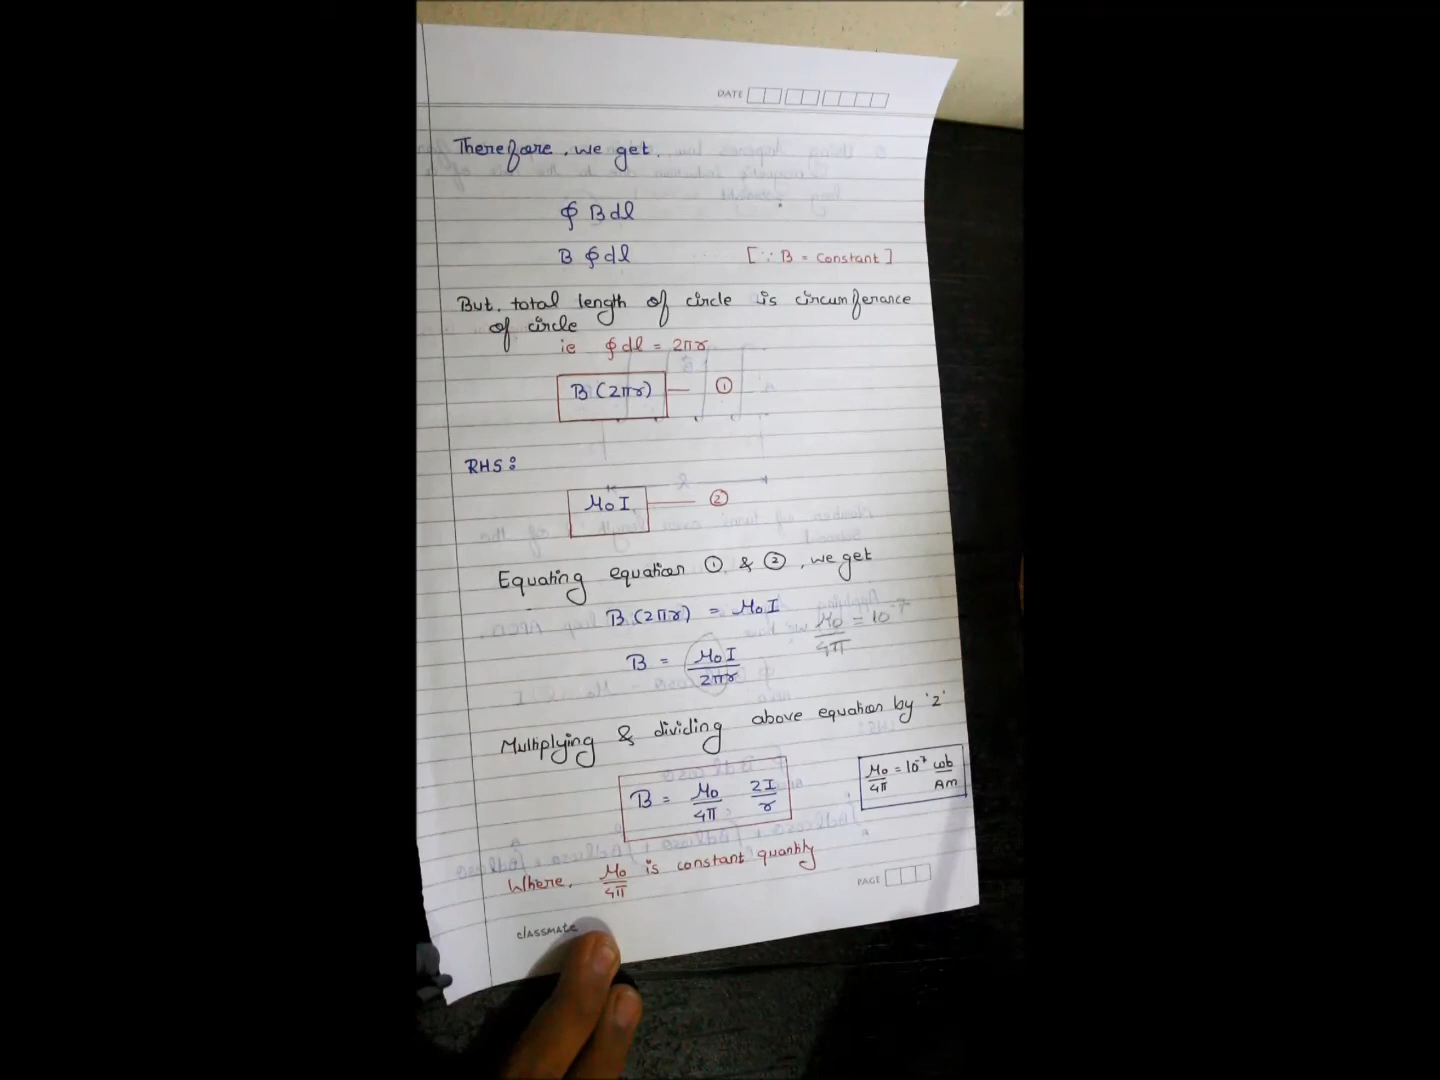 DATE
Therefore, we get,
∮ B dl
B ∮ dl [∵ B = Constant]
But, total length of circle is circumferance
of circle
ie ∮ dl = 2πr
B (2πr) — ①
RHS:
μ₀ I — ②
Equating equation ① & ②, we get
B (2πr) = μ₀ I
μ₀/4π = 10⁻⁷
B = μ₀ I / 2πr
Multiplying & dividing above equation by '2'
B = μ₀/4π 2I/r
μ₀/4π = 10⁻⁷ wb/Am
Where, μ₀/4π is constant quantity
PAGE
classmate